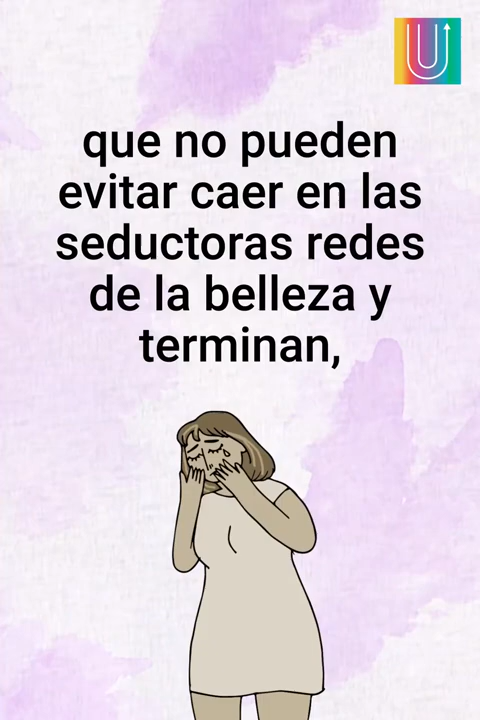 que no pueden
evitar caer en las
seductoras redes
de la belleza y
terminan,